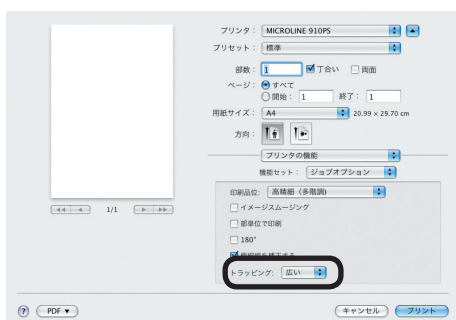 プリンタ： MICROLINE 910PS
プリセット： 標準
部数： 1 丁合い 両面
ページ： すべて
開始： 1 終了： 1
用紙サイズ： A4 20.99 x 29.70 cm
方向：
プリンタの機能
機能セット： ジョブオプション
印刷品位: 高精細（多階調）
イメージスムージング
部単位で印刷
180°
トラッピング: 広い
1/1
? PDF ▼ キャンセル プリント